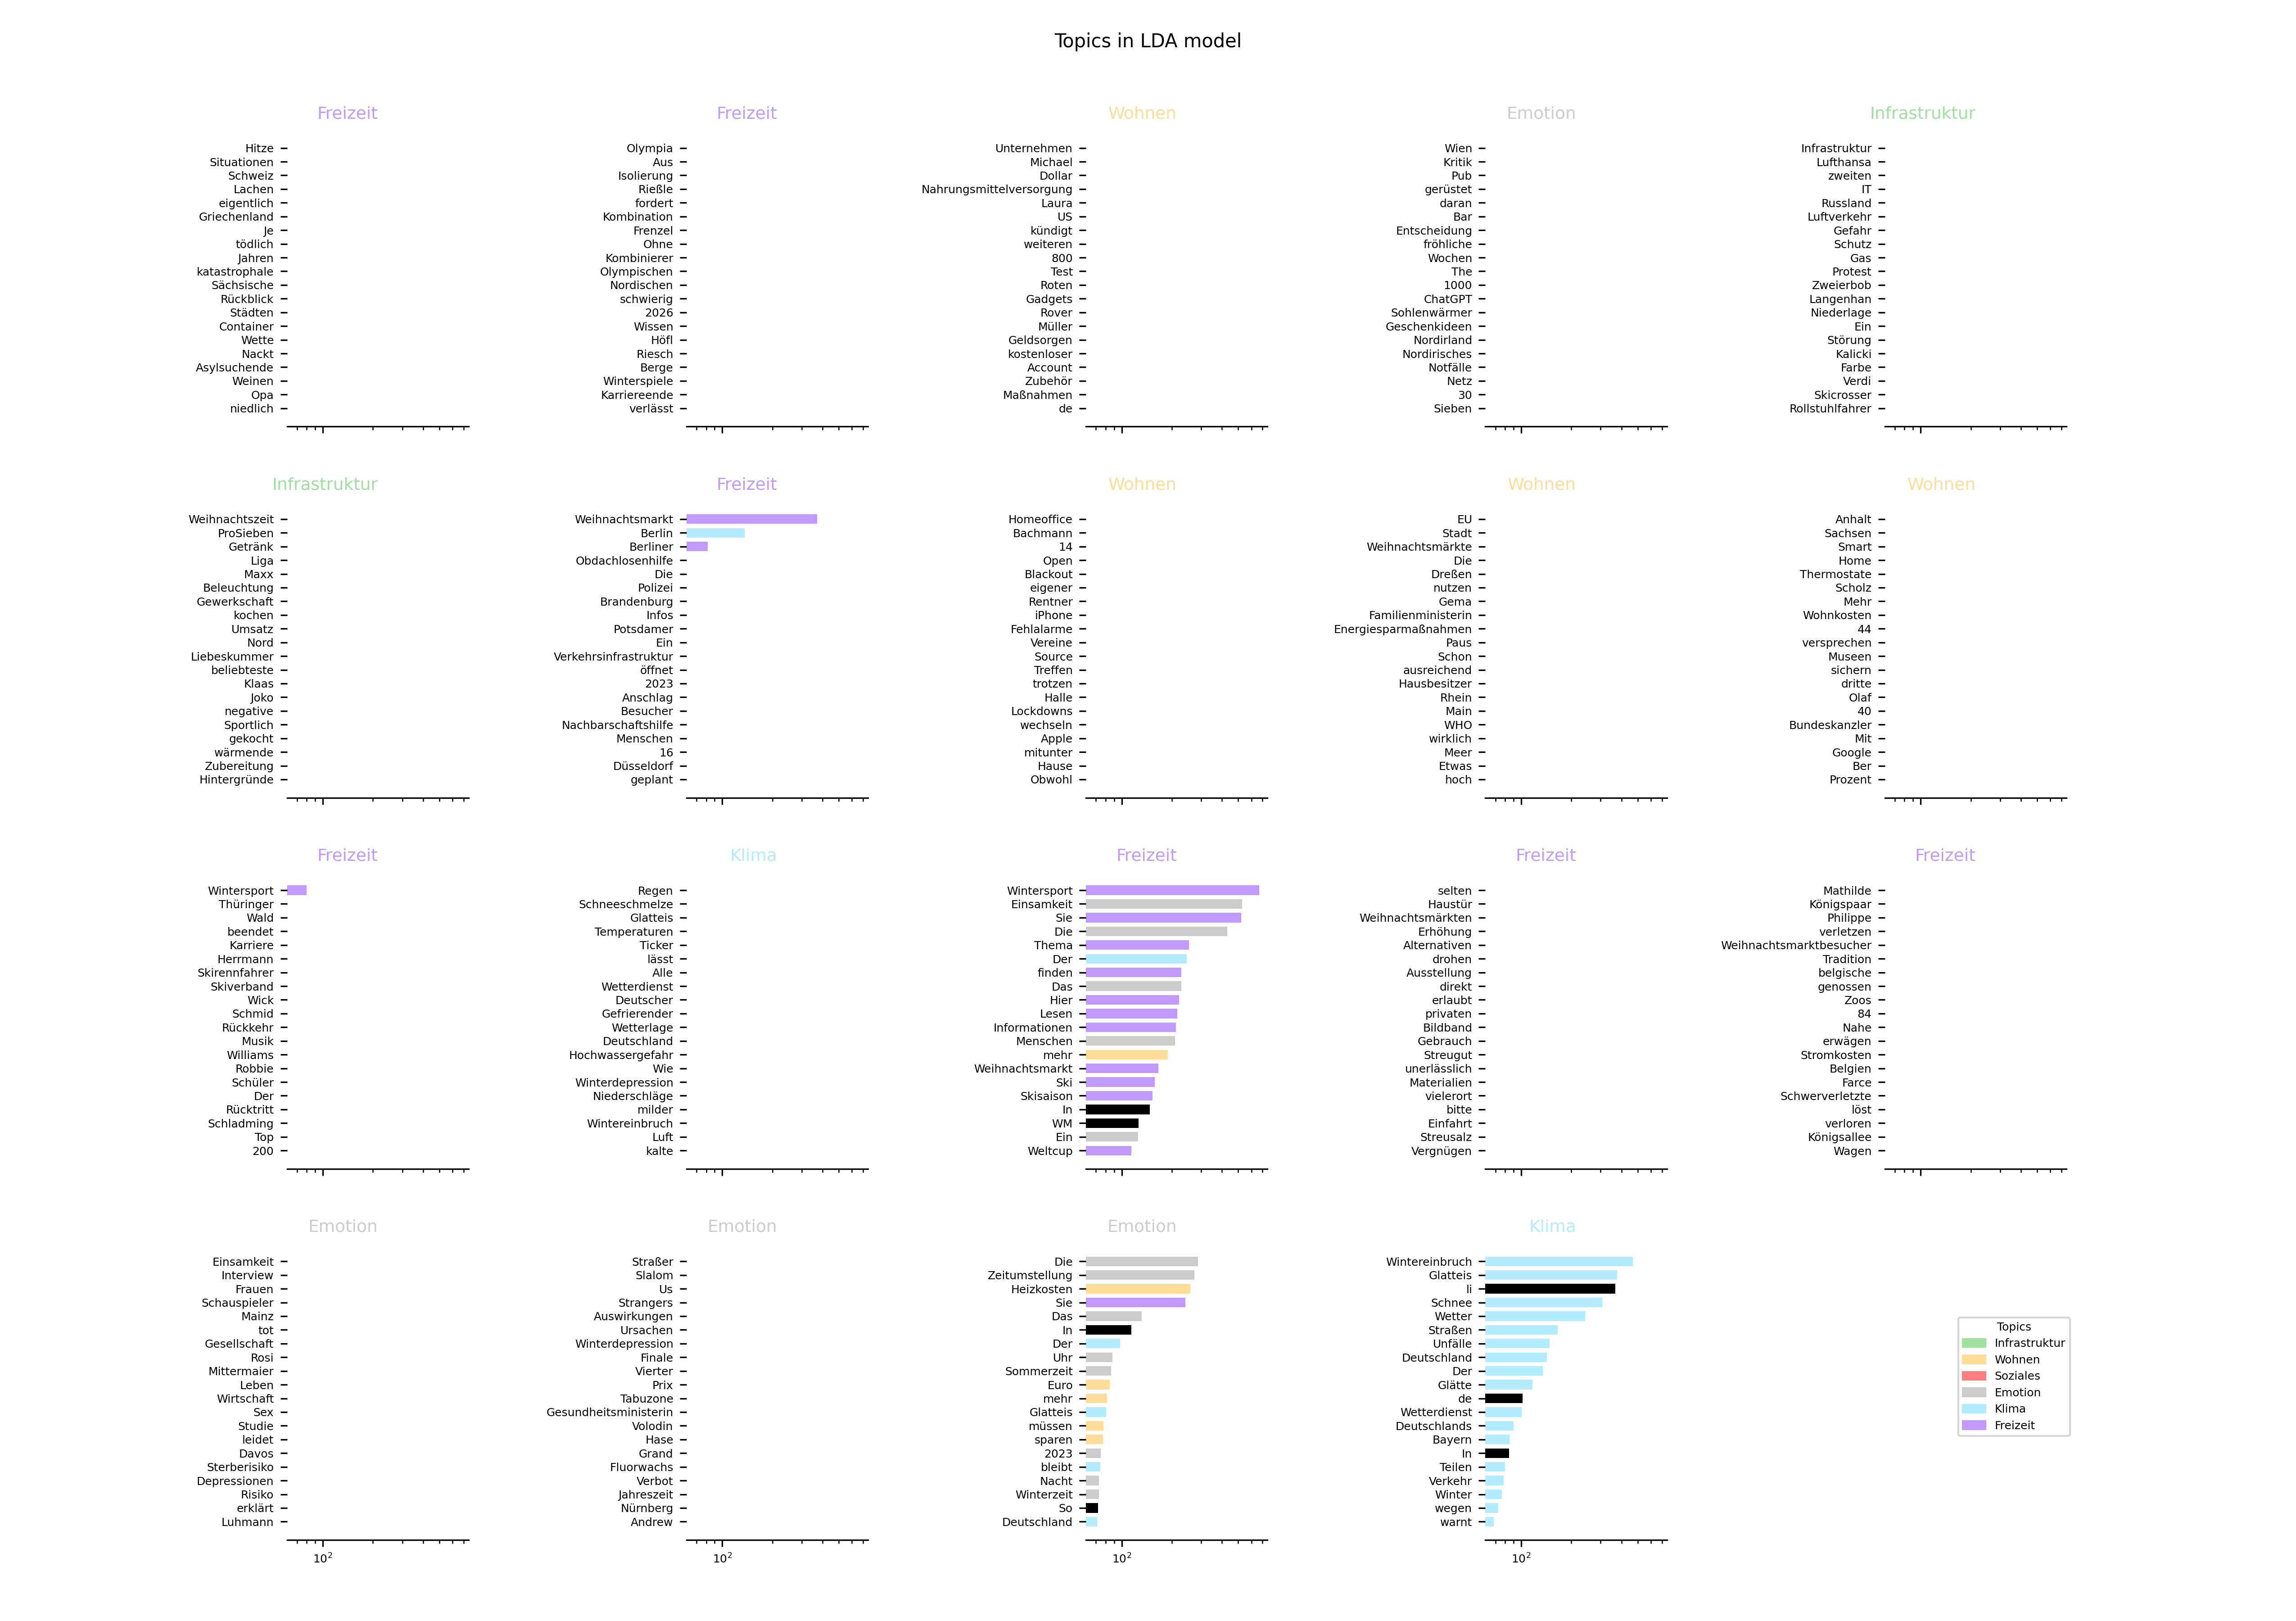 Topics in LDA model
Freizeit
Hitze
Situationen
Schweiz
Lachen
eigentlich
Griechenland
Je
tödlich
Jahren
katastrophale
Sächsische
Rückblick
Städten
Container
Wette
Nackt
Asylsuchende
Weinen
Opa
niedlich
Freizeit
Olympia
Aus
Isolierung
Rießle
fordert
Kombination
Frenzel
Ohne
Kombinierer
Olympischen
Nordischen
schwierig
2026
Wissen
Höfl
Riesch
Berge
Winterspiele
Karriereende
verlässt
Wohnen
Unternehmen
Michael
Dollar
Nahrungsmittelversorgung
Laura
US
kündigt
weiteren
800
Test
Roten
Gadgets
Rover
Müller
Geldsorgen
kostenloser
Account
Zubehör
Maßnahmen
de
Emotion
Wien
Kritik
Pub
gerüstet
daran
Bar
Entscheidung
fröhliche
Wochen
The
1000
ChatGPT
Sohlenwärmer
Geschenkideen
Nordirland
Nordirisches
Notfälle
Netz
30
Sieben
Infrastruktur
Infrastruktur
Lufthansa
zweiten
IT
Russland
Luftverkehr
Gefahr
Schutz
Gas
Protest
Zweierbob
Langenhan
Niederlage
Ein
Störung
Kalicki
Farbe
Verdi
Skicrosser
Rollstuhlfahrer
Infrastruktur
Weihnachtszeit
ProSieben
Getränk
Liga
Maxx
Beleuchtung
Gewerkschaft
kochen
Umsatz
Nord
Liebeskummer
beliebteste
Klaas
Joko
negative
Sportlich
gekocht
wärmende
Zubereitung
Hintergründe
Freizeit
Weihnachtsmarkt
Berlin
Berliner
Obdachlosenhilfe
Die
Polizei
Brandenburg
Infos
Potsdamer
Ein
Verkehrsinfrastruktur
öffnet
2023
Anschlag
Besucher
Nachbarschaftshilfe
Menschen
16
Düsseldorf
geplant
Wohnen
Homeoffice
Bachmann
14
Open
Blackout
eigener
Rentner
iPhone
Fehlalarme
Vereine
Source
Treffen
trotzen
Halle
Lockdowns
wechseln
Apple
mitunter
Hause
Obwohl
Wohnen
EU
Stadt
Weihnachtsmärkte
Die
Dreßen
nutzen
Gema
Familienministerin
Energiesparmaßnahmen
Paus
Schon
ausreichend
Hausbesitzer
Rhein
Main
WHO
wirklich
Meer
Etwas
hoch
Wohnen
Anhalt
Sachsen
Smart
Home
Thermostate
Scholz
Mehr
Wohnkosten
44
versprechen
Museen
sichern
dritte
Olaf
40
Bundeskanzler
Mit
Google
Ber
Prozent
Freizeit
Wintersport
Thüringer
Wald
beendet
Karriere
Herrmann
Skirennfahrer
Skiverband
Wick
Schmid
Rückkehr
Musik
Williams
Robbie
Schüler
Der
Rücktritt
Schladming
Top
200
Klima
Regen
Schneeschmelze
Glatteis
Temperaturen
Ticker
lässt
Alle
Wetterdienst
Deutscher
Gefrierender
Wetterlage
Deutschland
Hochwassergefahr
Wie
Winterdepression
Niederschläge
milder
Wintereinbruch
Luft
kalte
Freizeit
Wintersport
Einsamkeit
Sie
Die
Thema
Der
finden
Das
Hier
Lesen
Informationen
Menschen
mehr
Weihnachtsmarkt
Ski
Skisaison
In
WM
Ein
Weltcup
Freizeit
selten
Haustür
Weihnachtsmärkten
Erhöhung
Alternativen
drohen
Ausstellung
direkt
erlaubt
privaten
Bildband
Gebrauch
Streugut
unerlässlich
Materialien
vielerort
bitte
Einfahrt
Streusalz
Vergnügen
Freizeit
Mathilde
Königspaar
Philippe
verletzen
Weihnachtsmarktbesucher
Tradition
belgische
genossen
Zoos
84
Nahe
erwägen
Stromkosten
Belgien
Farce
Schwerverletzte
löst
verloren
Königsallee
Wagen
Emotion
Einsamkeit
Interview
Frauen
Schauspieler
Mainz
tot
Gesellschaft
Rosi
Mittermaier
Leben
Wirtschaft
Sex
Studie
leidet
Davos
Sterberisiko
Depressionen
Risiko
erklärt
Luhmann
10²
Emotion
Straßer
Slalom
Us
Strangers
Auswirkungen
Ursachen
Winterdepression
Finale
Vierter
Prix
Tabuzone
Gesundheitsministerin
Volodin
Hase
Grand
Fluorwachs
Verbot
Jahreszeit
Nürnberg
Andrew
10²
Emotion
Die
Zeitumstellung
Heizkosten
Sie
Das
In
Der
Uhr
Sommerzeit
Euro
mehr
Glatteis
müssen
sparen
2023
bleibt
Nacht
Winterzeit
So
Deutschland
10²
Klima
Wintereinbruch
Glatteis
li
Schnee
Wetter
Straßen
Unfälle
Deutschland
Der
Glätte
de
Wetterdienst
Deutschlands
Bayern
In
Teilen
Verkehr
Winter
wegen
warnt
10²
Topics
Infrastruktur
Wohnen
Soziales
Emotion
Klima
Freizeit